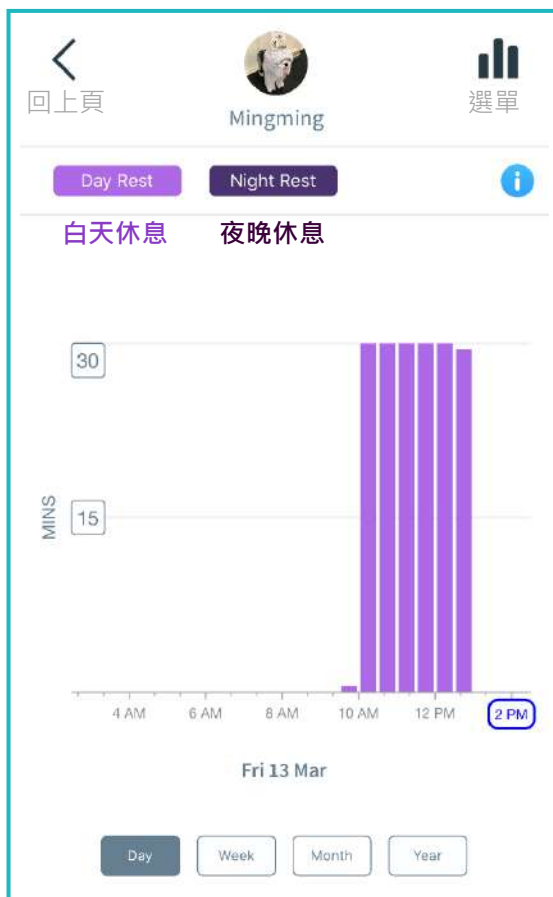 回上頁
Mingming
選單
Day Rest Night Rest
白天休息 夜晚休息
30
MINS
15
4 AM 6 AM 8 AM 10 AM 12 PM 2 PM
Fri 13 Mar
Day Week Month Year